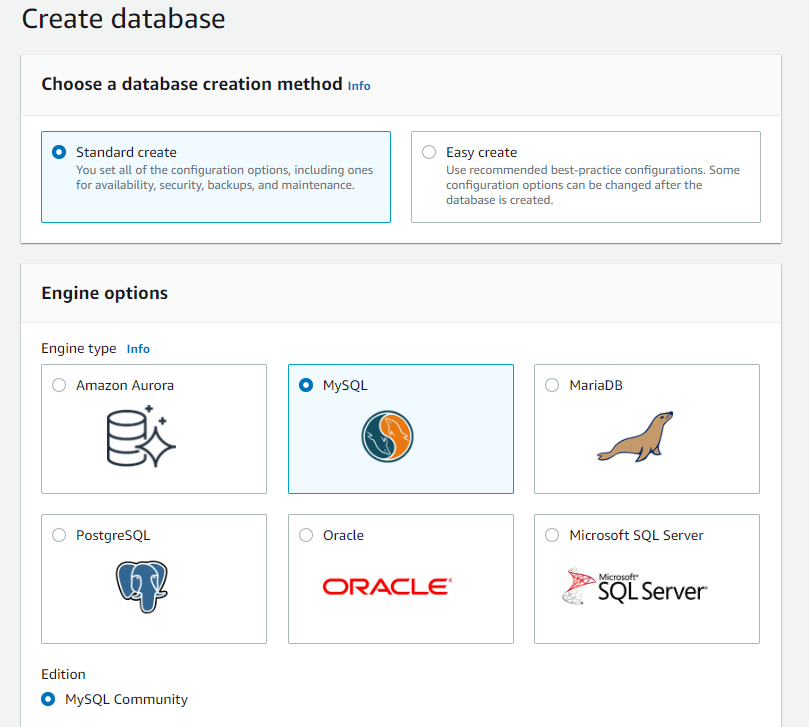 Create database
Choose a database creation method Info
Standard create
You set all of the configuration options, including ones
for availability, security, backups, and maintenance.
Easy create
Use recommended best-practice configurations. Some
configuration options can be changed after the
database is created.
Engine options
Engine type Info
Amazon Aurora
MySQL
MariaDB
PostgreSQL
Oracle
ORACLE®
Microsoft SQL Server
Microsoft®
SQL Server®
Edition
MySQL Community